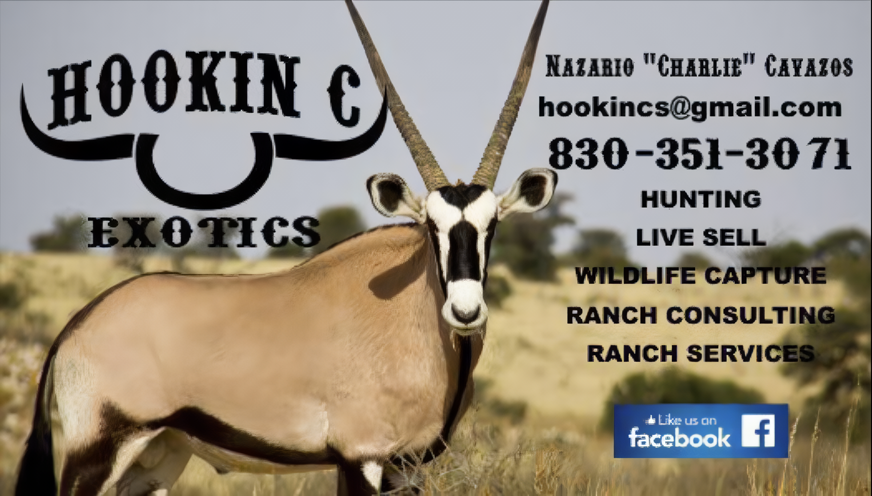 HOOKIN C
EXOTICS
NAZARIO "CHARLIE" CAVAZOS
hookincs@gmail.com
830-351-3071
HUNTING
LIVE SELL
WILDLIFE CAPTURE
RANCH CONSULTING
RANCH SERVICES
Like us on
facebook
f